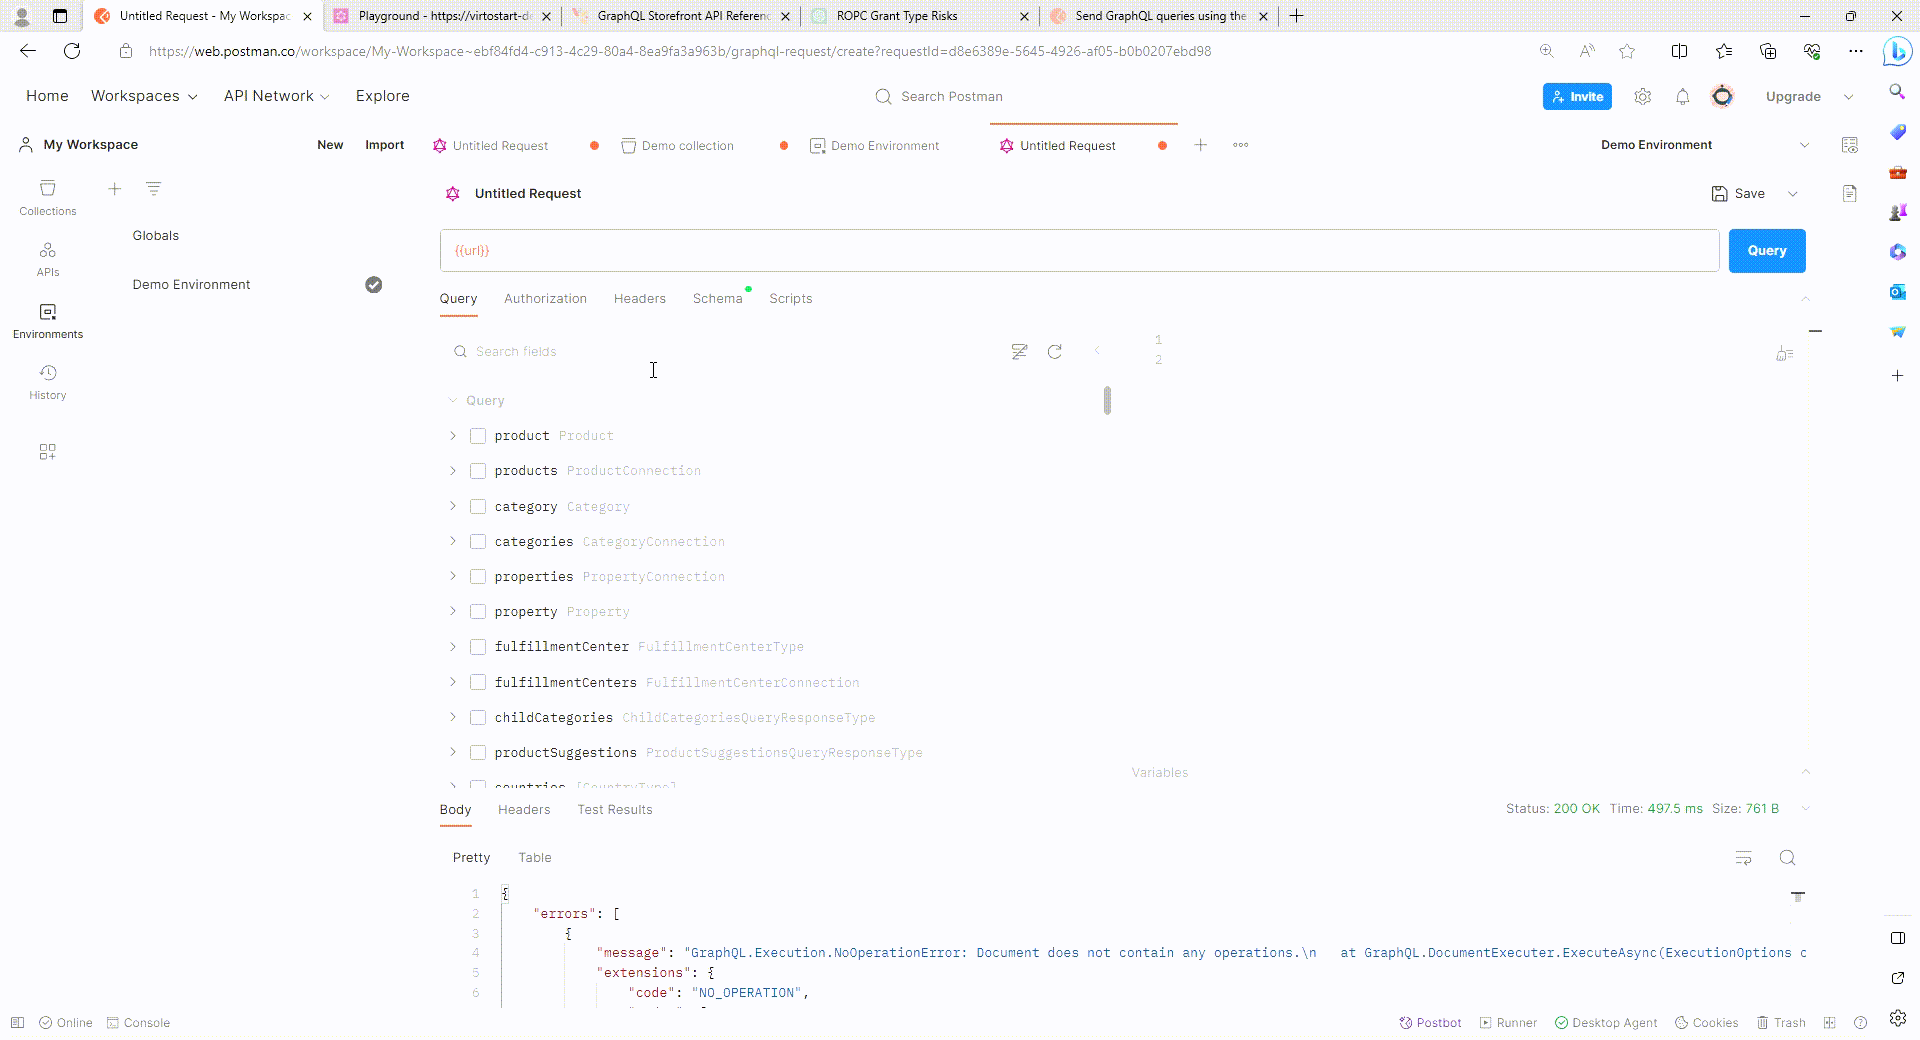 Untitled Request - My Workspac
Playground - https://virtostart-d
GraphQL Storefront API Referenc
ROPC Grant Type Risks
Send GraphQL queries using the
https://web.postman.co/workspace/My-Workspace~ebf84fd4-c913-4c29-80a4-8ea9fa3a963b/graphql-request/create?requestId=d8e6389e-5645-4926-af05-b0b0207ebd98
Home Workspaces API Network Explore Search Postman Invite Upgrade
My Workspace New Import Untitled Request Demo collection Demo Environment Untitled Request Demo Environment
Collections
APIs
Environments
History
Globals
Demo Environment
Untitled Request Save
{{url}} Query
Query Authorization Headers Schema Scripts
Search fields
1
2
Query
product Product
products ProductConnection
category Category
categories CategoryConnection
properties PropertyConnection
property Property
fulfillmentCenter FulfillmentCenterType
fulfillmentCenters FulfillmentCenterConnection
childCategories ChildCategoriesQueryResponseType
productSuggestions ProductSuggestionsQueryResponseType
countries [CountryType]
Variables
Body Headers Test Results Status: 200 OK Time: 497.5 ms Size: 761 B
Pretty Table
1 {
2 "errors": [
3 {
4 "message": "GraphQL.Execution.NoOperationError: Document does not contain any operations.\n   at GraphQL.DocumentExecuter.ExecuteAsync(ExecutionOptions
5 "extensions": {
6 "code": "NO_OPERATION",
Online Console Postbot Runner Desktop Agent Cookies Trash